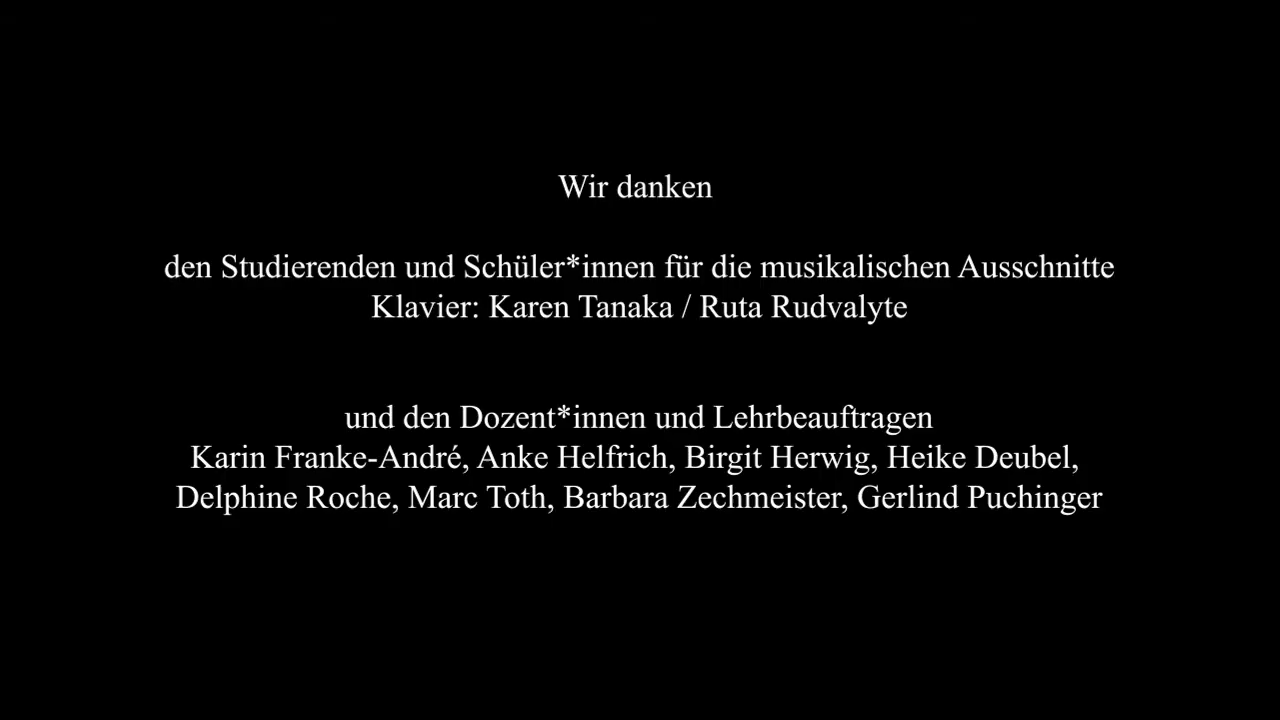 Wir danken
den Studierenden und Schüler*innen für die musikalischen Ausschnitte
Klavier: Karen Tanaka / Ruta Rudvalyte
und den Dozent*innen und Lehrbeauftragen
Karin Franke-André, Anke Helfrich, Birgit Herwig, Heike Deubel,
Delphine Roche, Marc Toth, Barbara Zechmeister, Gerlind Puchinger